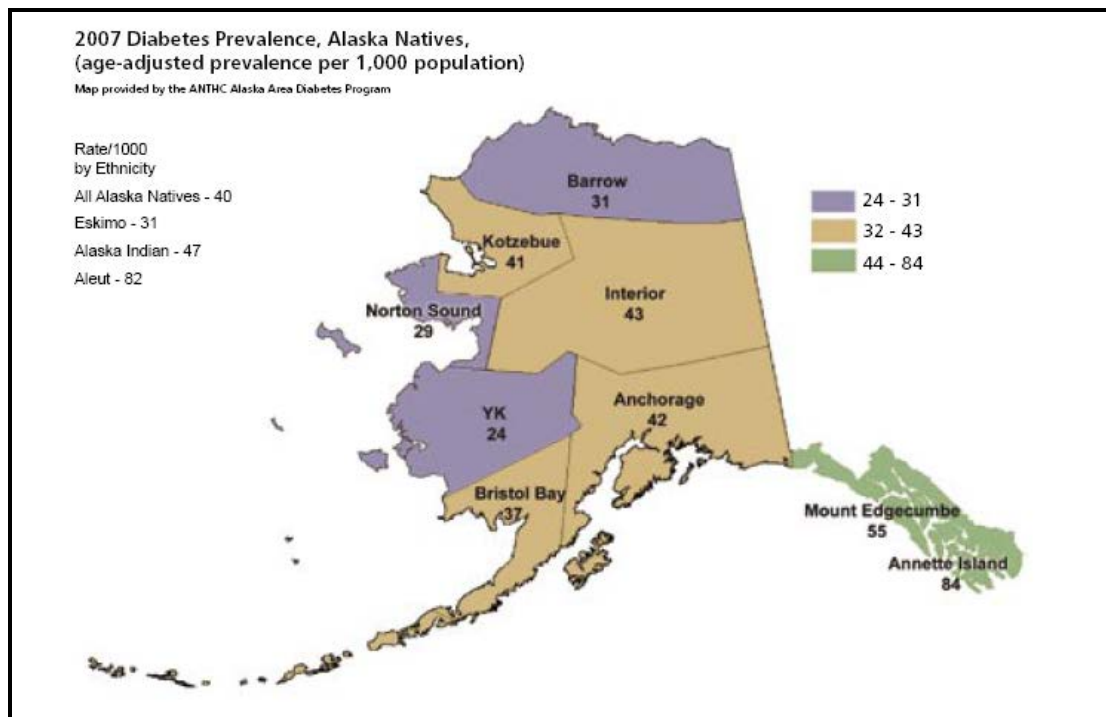 2007 Diabetes Prevalence, Alaska Natives,
(age-adjusted prevalence per 1,000 population)
Map provided by the ANTHC Alaska Area Diabetes Program
Rate/1000
by Ethnicity
All Alaska Natives - 40
Eskimo - 31
Alaska Indian - 47
Aleut - 82
Barrow
31
24 - 31
32 - 43
44 - 84
Kotzebue
41
Interior
43
Norton Sound
29
YK
24
Anchorage
42
Bristol Bay
37
Mount Edgecumbe
55
Annette Island
84